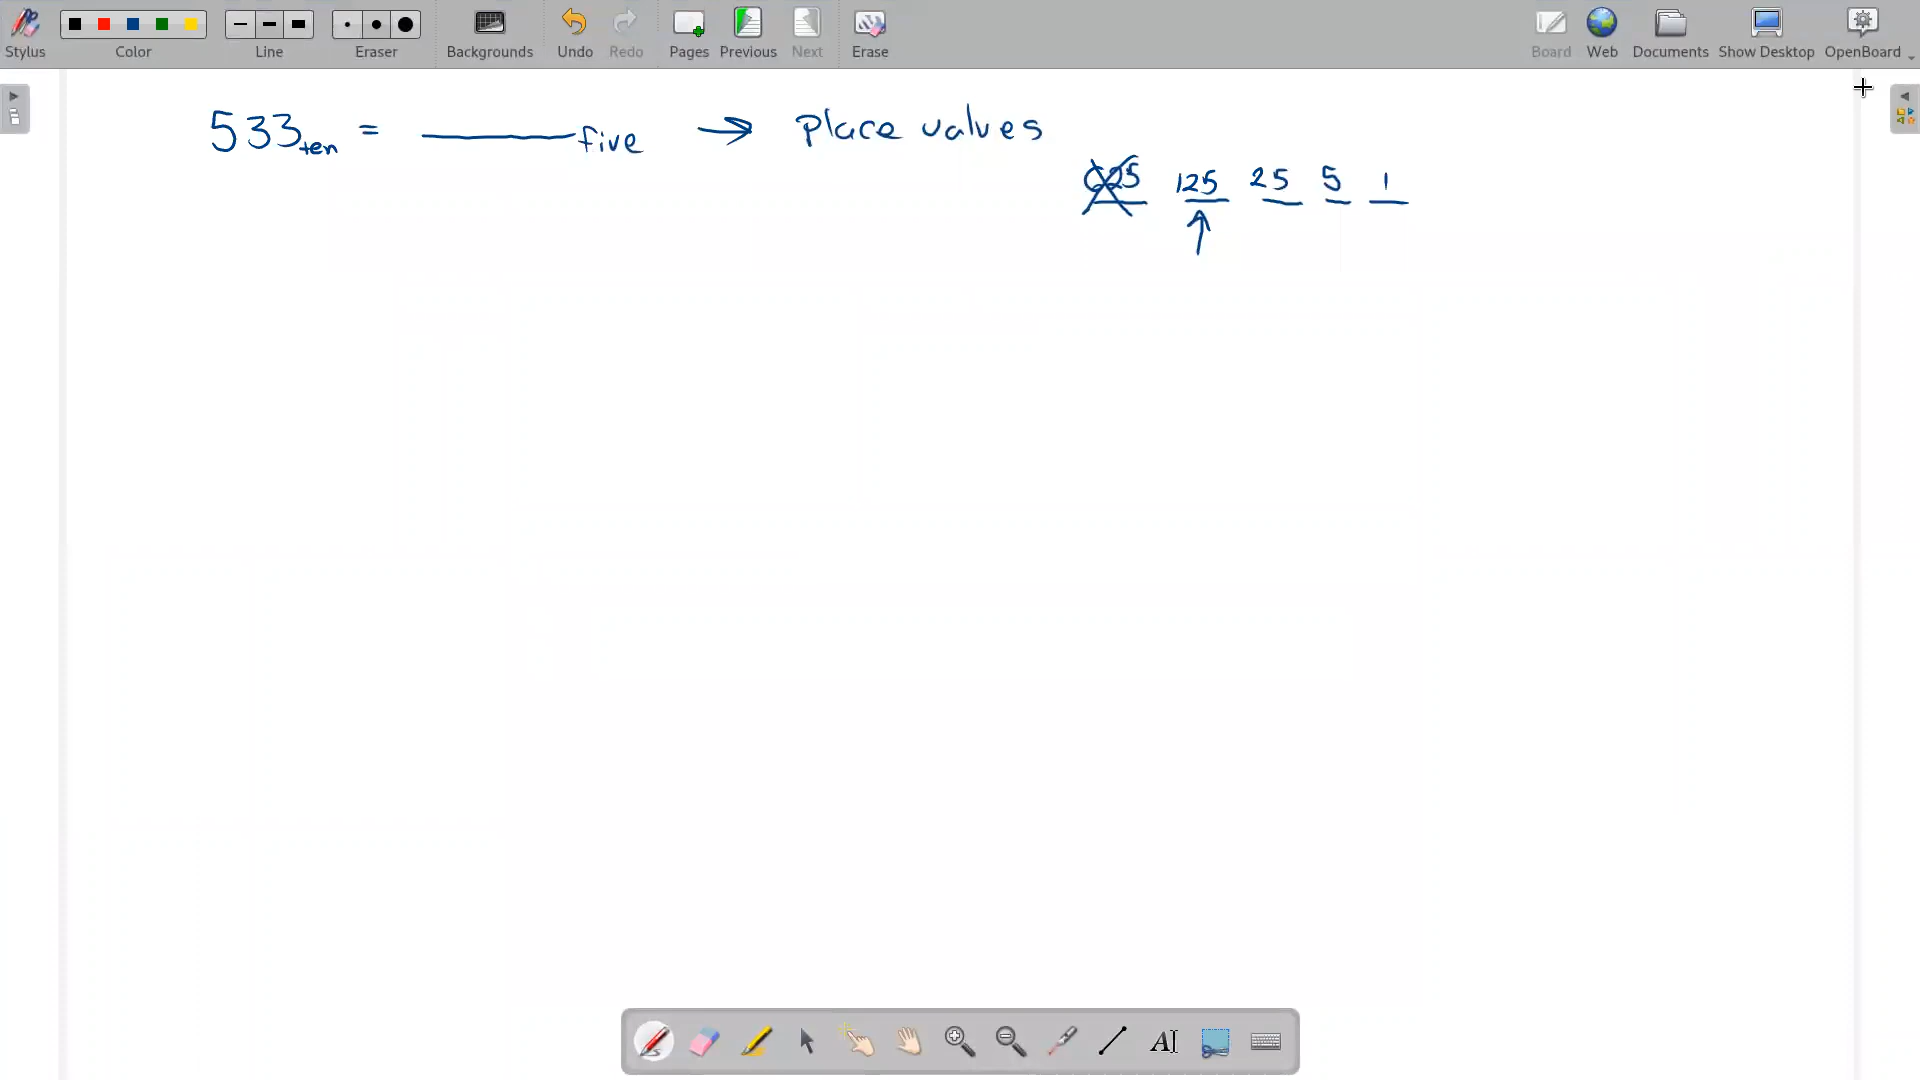 Stylus Color Line Eraser Backgrounds Undo Redo Pages Previous Next Erase Board Web Documents Show Desktop OpenBoard
533ten = ______five → Place values
625 125 25 5 1
AI